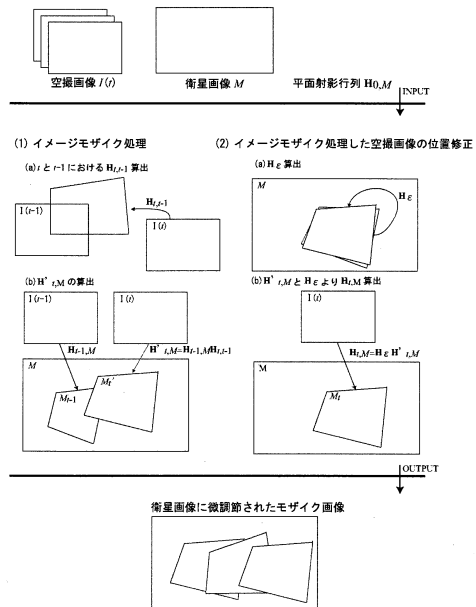 空撮画像 I(t)
衛星画像 M
平面射影行列 H0,M
INPUT
(1) イメージモザイク処理
(a) t と t-1 における Ht,t-1 算出
I(t-1)
Ht,t-1
I(t)
(b) H't,M の算出
I(t-1)
I(t)
Ht-1,M
H't,M=Ht-1,MHt,t-1
M
Mt-1
Mt'
(2) イメージモザイク処理した空撮画像の位置修正
(a) Hε 算出
M
Hε
(b) H't,M と Hε より Ht,M 算出
I(t)
Ht,M=Hε H't,M
M
Mt
OUTPUT
衛星画像に微調節されたモザイク画像